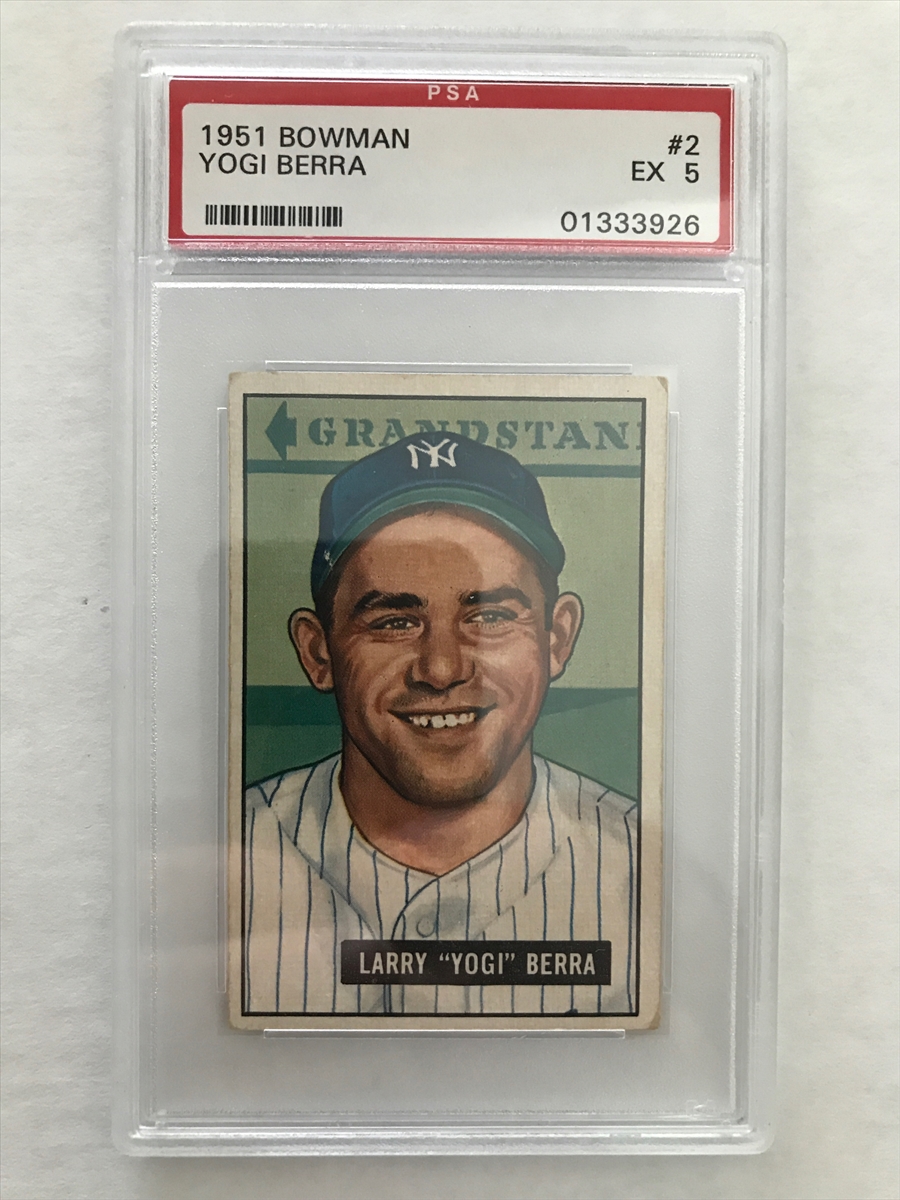 PSA
1951 BOWMAN #2
YOGI BERRA EX 5
01333926
GRANDSTAN
NY
LARRY "YOGI" BERRA